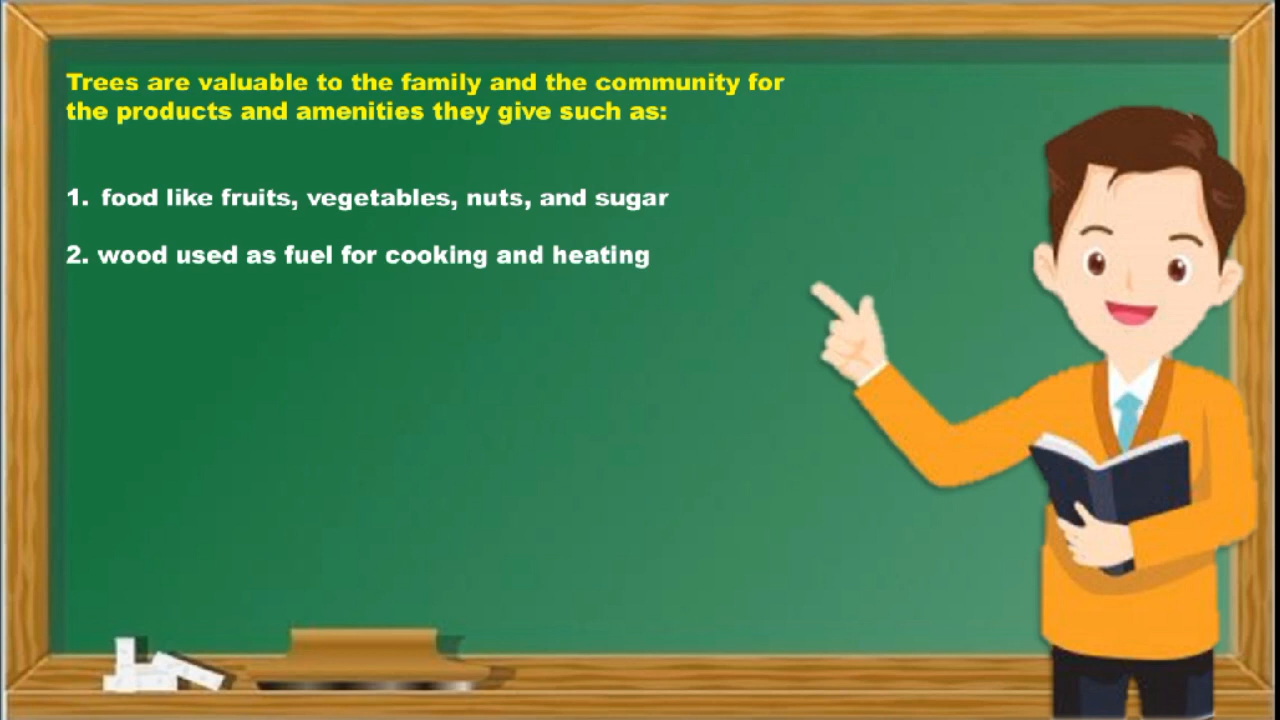 Trees are valuable to the family and the community for
the products and amenities they give such as:
1. food like fruits, vegetables, nuts, and sugar
2. wood used as fuel for cooking and heating